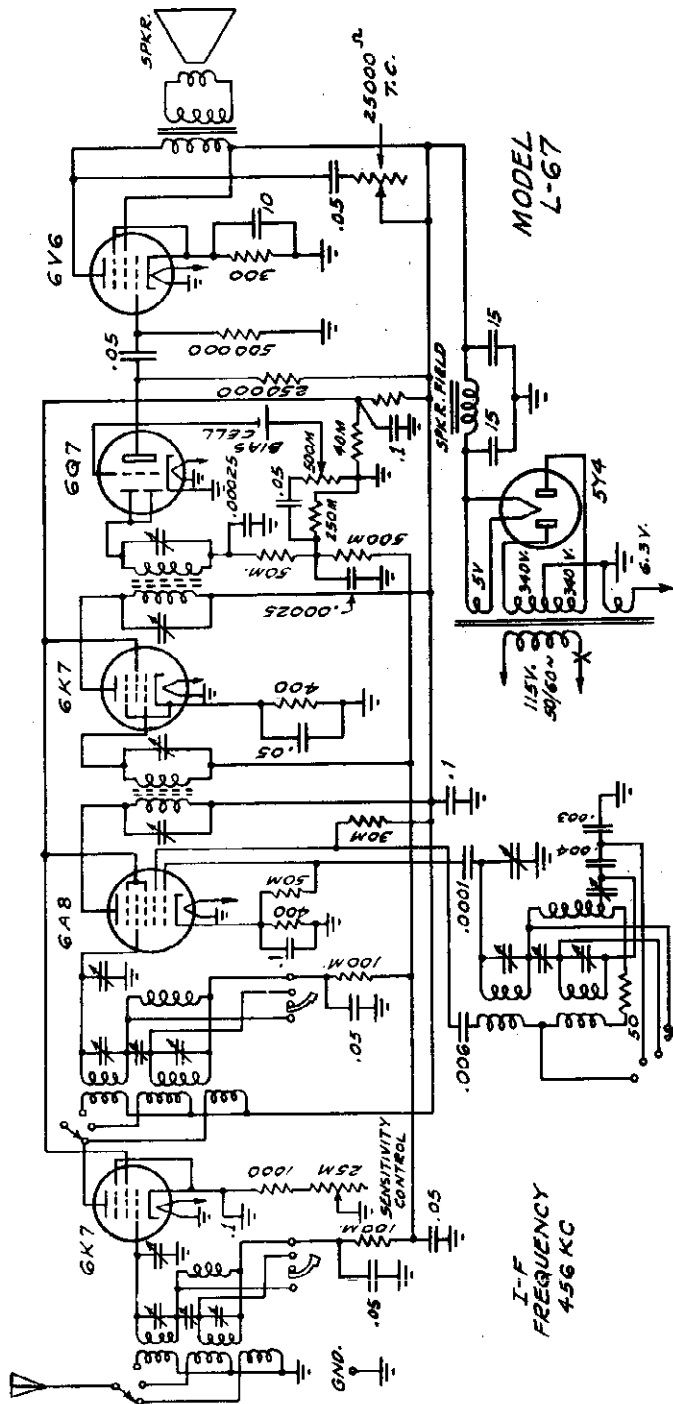 6K7
6A8
6K7
6Q7
6V6
SPKR.
.05
.00025
.05
300
10
.05
25000 Ω
T.C.
500000
250000
BIAS
CELL
.1
1000
25M
SENSITIVITY
CONTROL
100M.
.05
.05
.1
400
50M
100M.
.05
30M
.1
.05
400
50M.
.00025
500M
250M
.05
500M
40M
.1
SPKR. FIELD
15
15
5Y4
5V
340V.
340V.
6.3V.
115V.
50/60~
X
.006
.0001
50
.004
.003
GND.
I-F
FREQUENCY
456 KC
MODEL
L-67